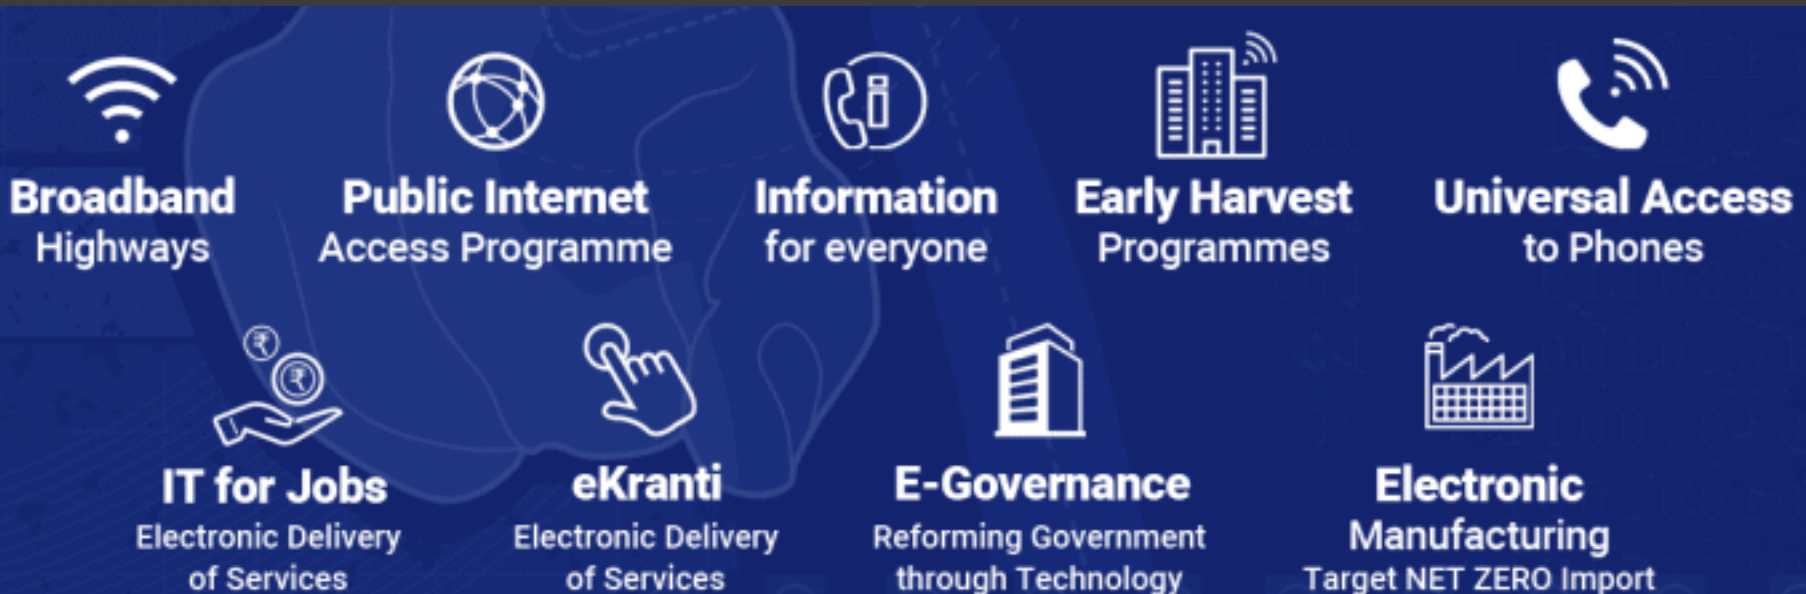 Broadband
Highways
Public Internet
Access Programme
Information
for everyone
Early Harvest
Programmes
Universal Access
to Phones
IT for Jobs
Electronic Delivery
of Services
eKranti
Electronic Delivery
of Services
E-Governance
Reforming Government
through Technology
Electronic
Manufacturing
Target NET ZERO Import